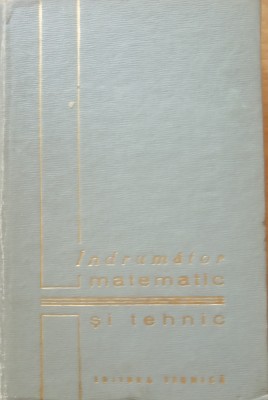 Îndrumător
matematic
și tehnic
EDITURA TEHNICĂ